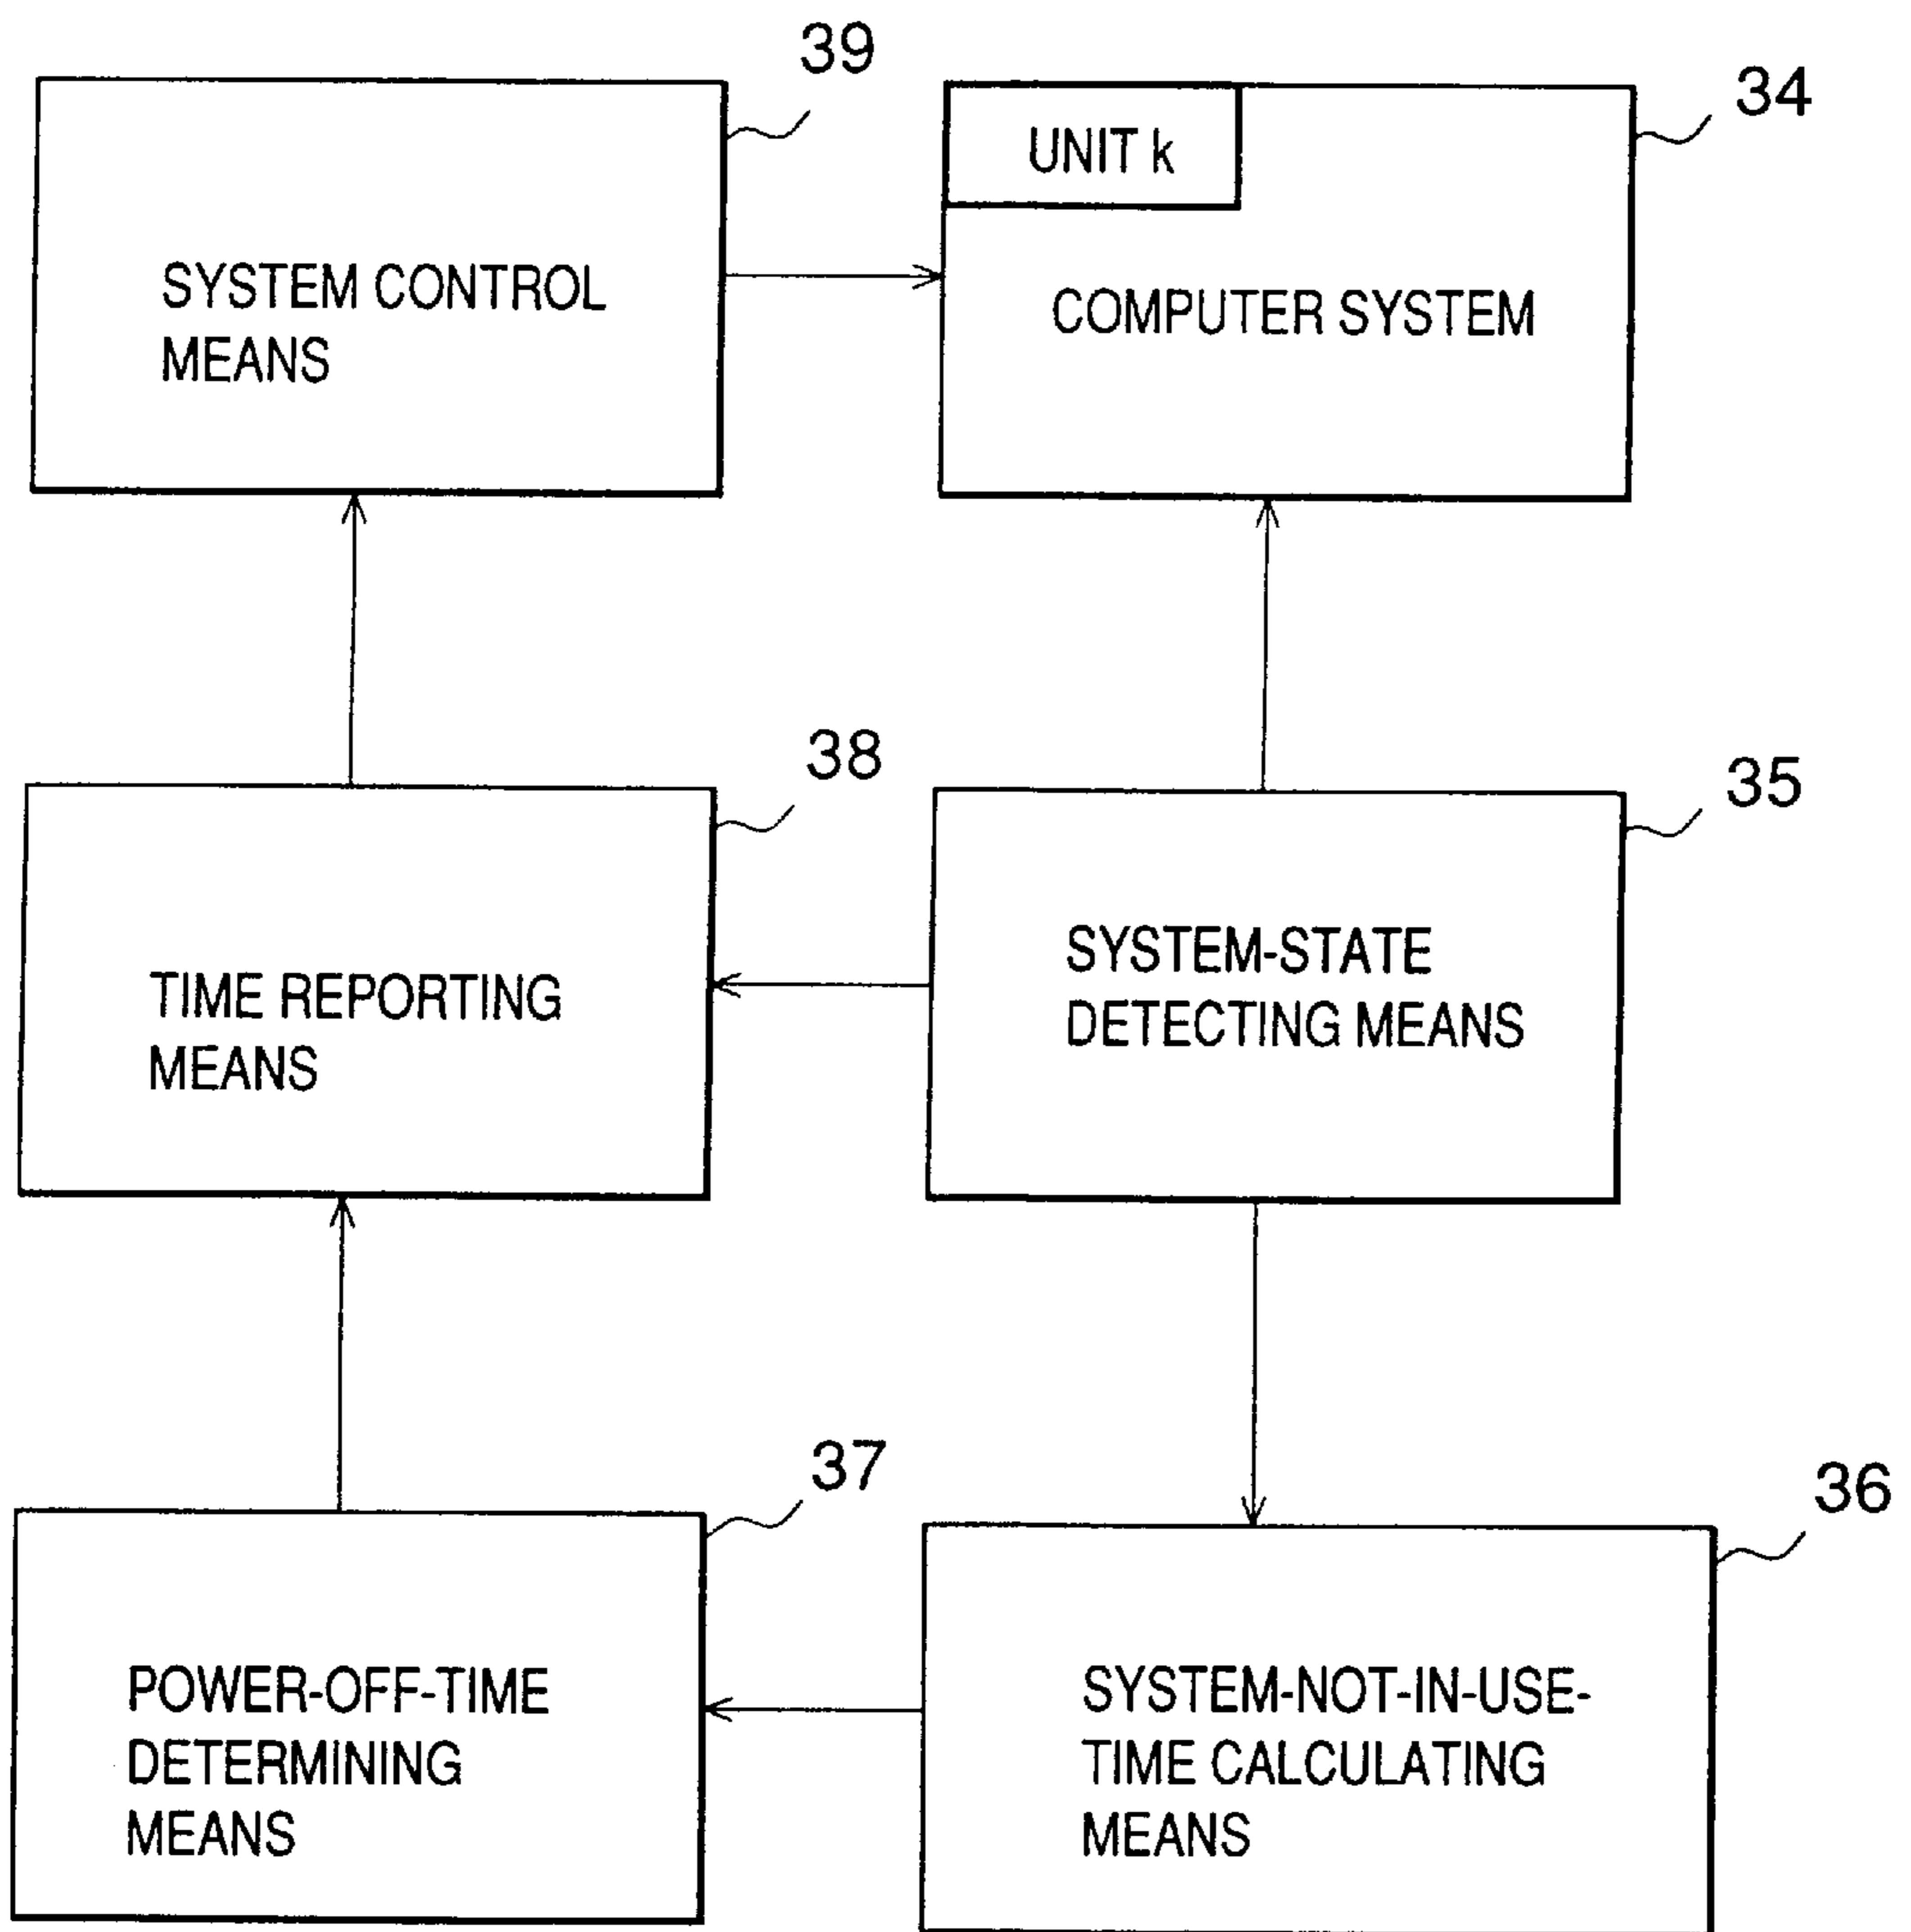 39
34
UNIT k
SYSTEM CONTROL
MEANS
COMPUTER SYSTEM
38
35
TIME REPORTING
MEANS
SYSTEM-STATE
DETECTING MEANS
37
36
POWER-OFF-TIME
DETERMINING
MEANS
SYSTEM-NOT-IN-USE-
TIME CALCULATING
MEANS